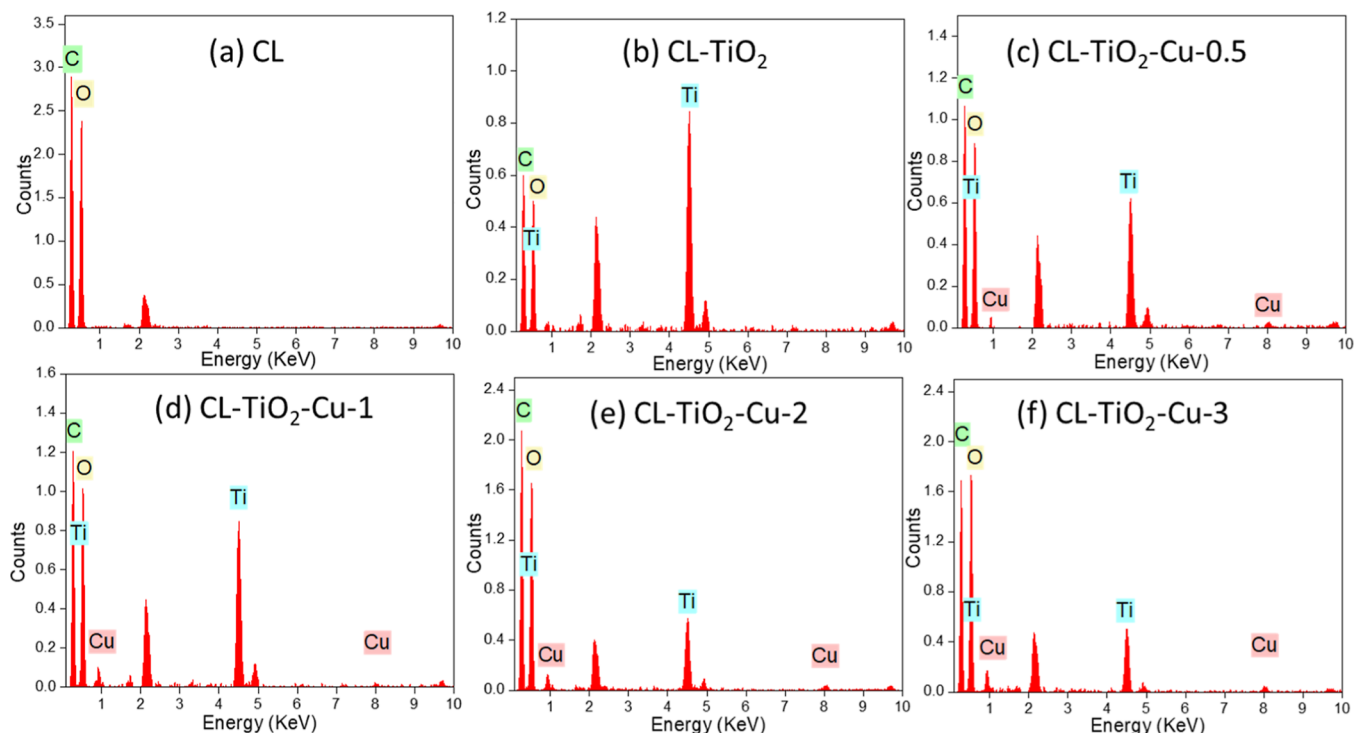 (a) CL
C
O
3.5
3.0
2.5
2.0
1.5
1.0
0.5
0.0
Counts
0 1 2 3 4 5 6 7 8 9 10
Energy (KeV)
(b) CL-TiO₂
Ti
C
O
Ti
1.2
1.0
0.8
0.6
0.4
0.2
0.0
Counts
1 2 3 4 5 6 7 8 9 10
Energy (KeV)
(c) CL-TiO₂-Cu-0.5
C
O
Ti
Ti
Cu
Cu
1.4
1.2
1.0
0.8
0.6
0.4
0.2
0.0
Counts
1 2 3 4 5 6 7 8 9 10
Energy (KeV)
(d) CL-TiO₂-Cu-1
C
O
Ti
Ti
Cu
Cu
1.6
1.4
1.2
1.0
0.8
0.6
0.4
0.2
0.0
Counts
0 1 2 3 4 5 6 7 8 9 10
Energy (KeV)
(e) CL-TiO₂-Cu-2
C
O
Ti
Ti
Cu
Cu
2.4
2.0
1.6
1.2
0.8
0.4
0.0
Counts
1 2 3 4 5 6 7 8 9 10
Energy (KeV)
(f) CL-TiO₂-Cu-3
C
O
Ti
Ti
Cu
Cu
2.4
2.0
1.6
1.2
0.8
0.4
0.0
Counts
1 2 3 4 5 6 7 8 9 10
Energy (KeV)